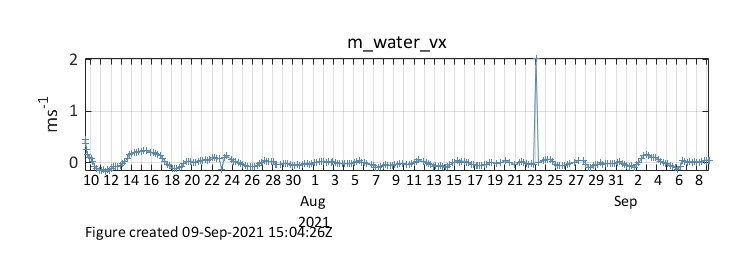 m_water_vx
2
1
0
ms-1
10 12 14 16 18 20 22 24 26 28 30 1 3 5 7 9 11 13 15 17 19 21 23 25 27 29 31 2 4 6 8
Aug Sep
2021
Figure created 09-Sep-2021 15:04:26Z